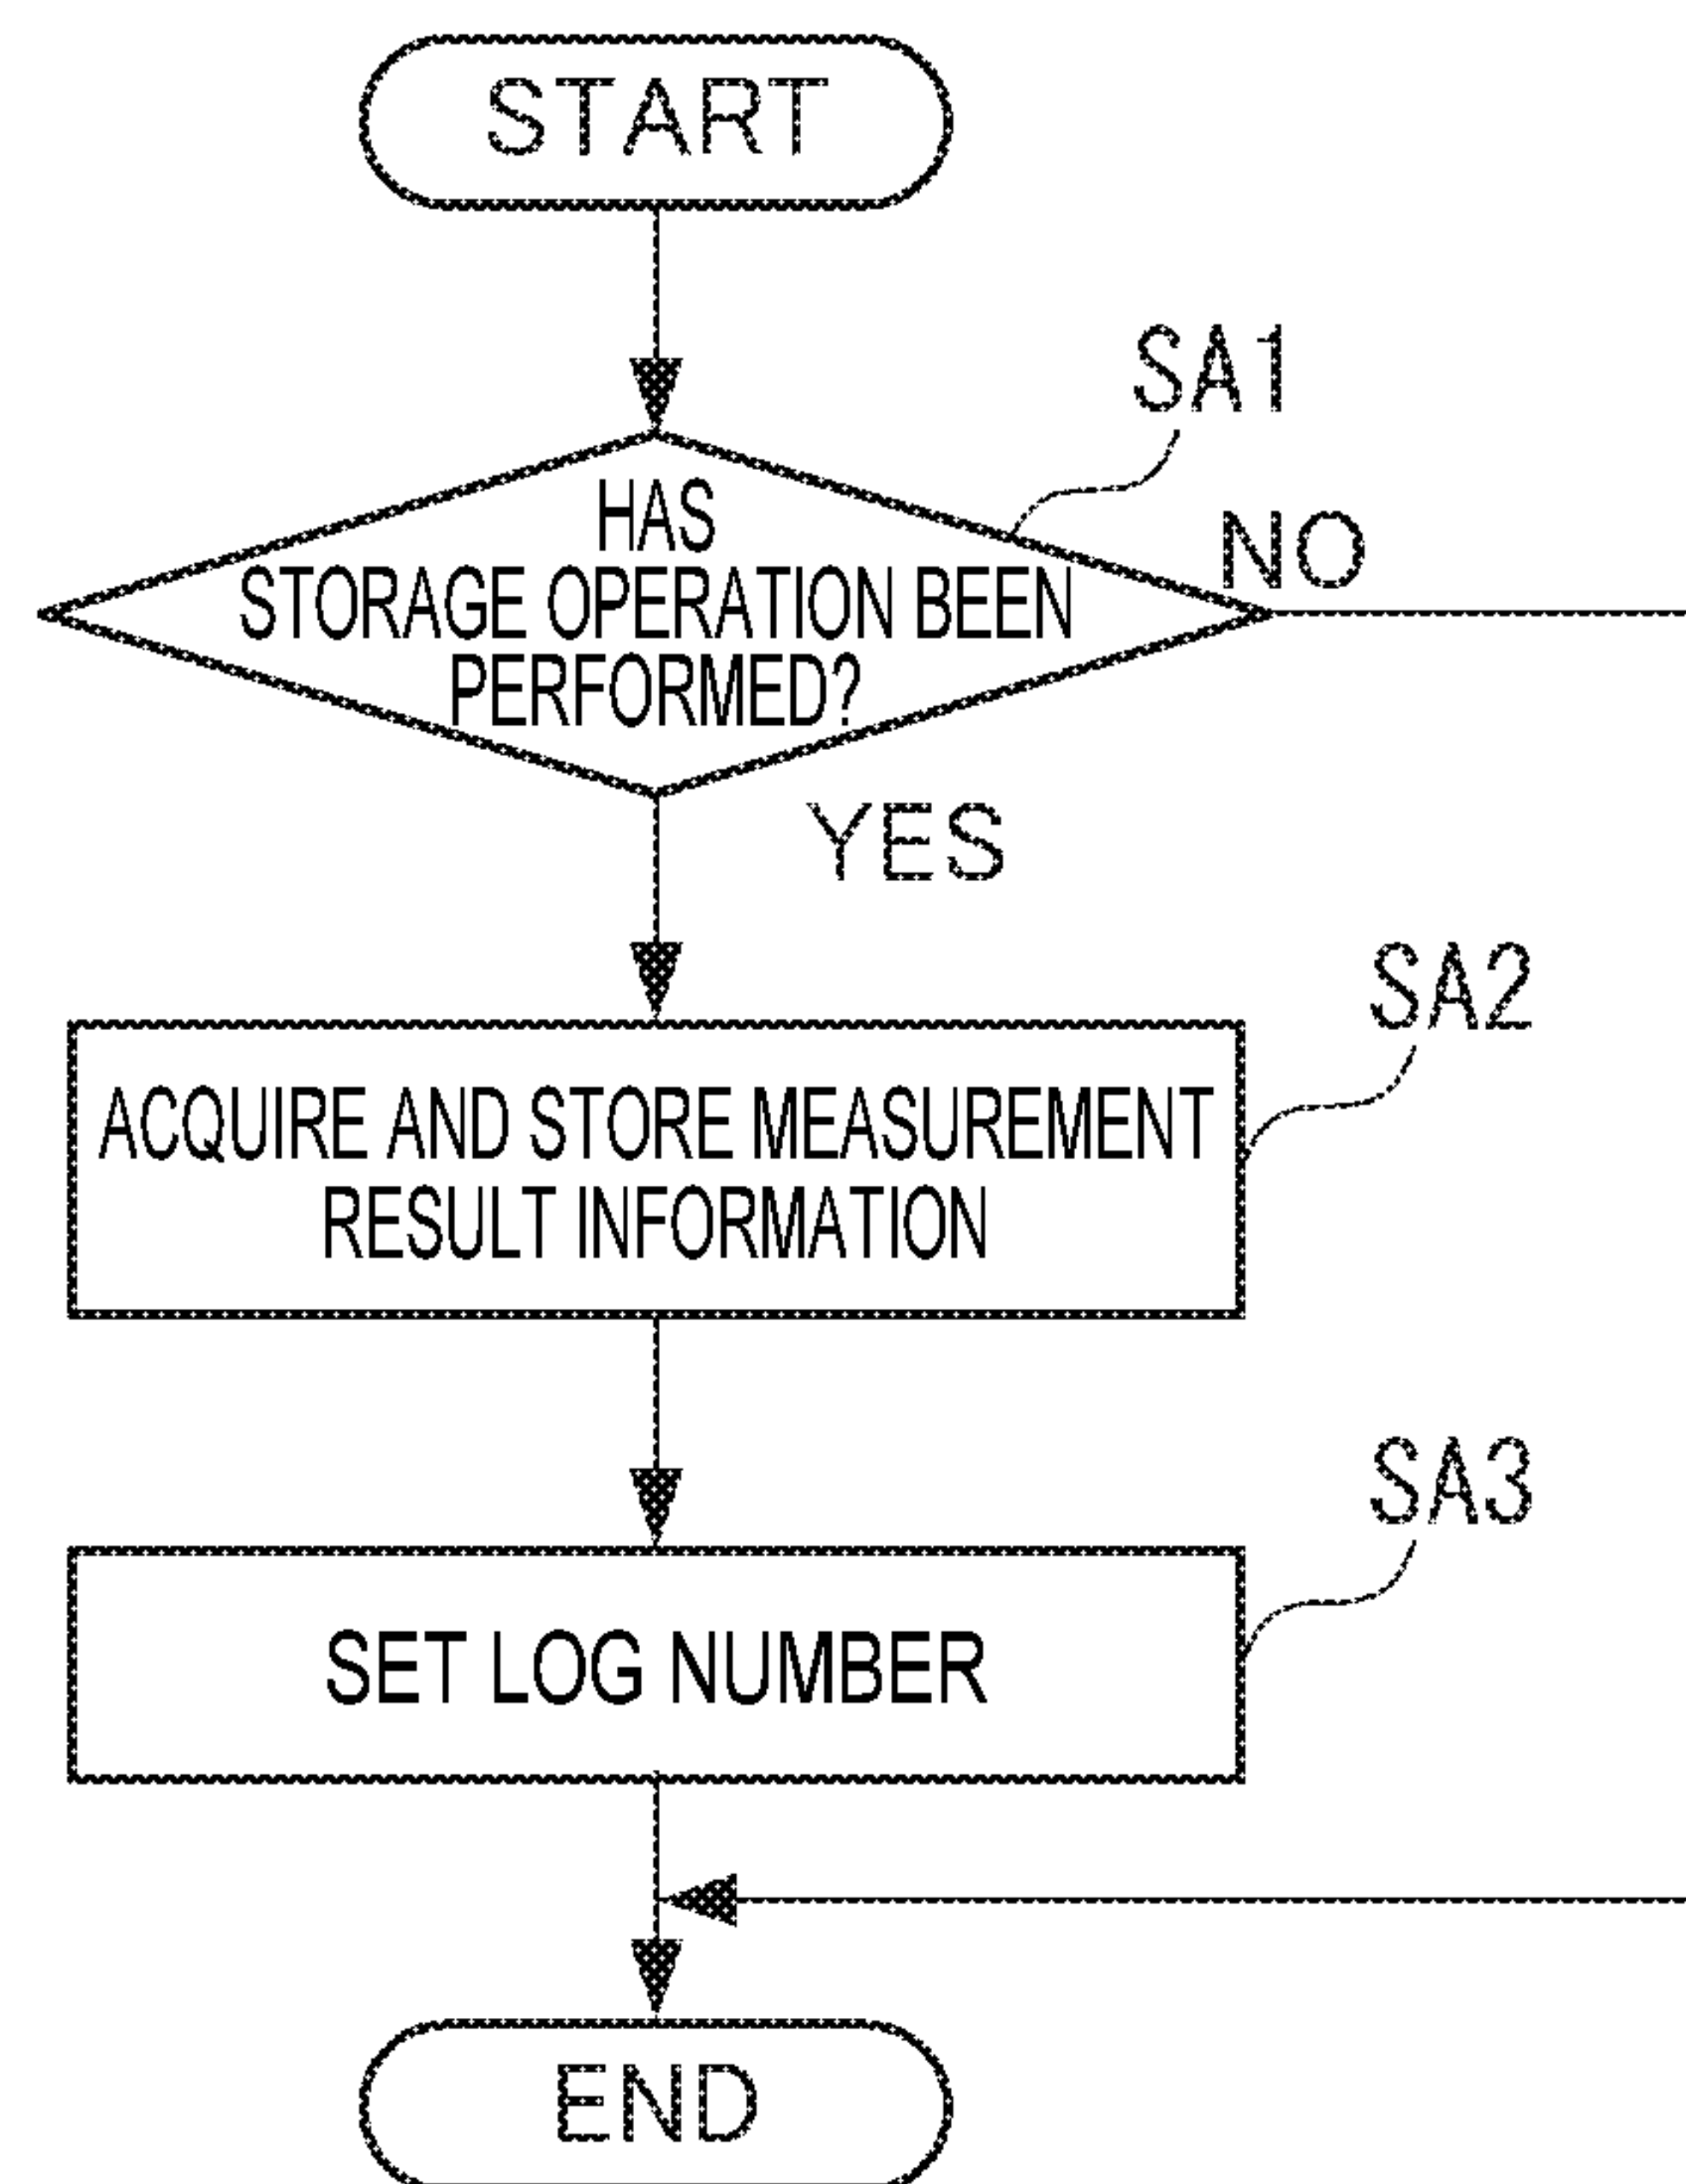 START
SA1
HAS
STORAGE OPERATION BEEN
PERFORMED?
NO
YES
SA2
ACQUIRE AND STORE MEASUREMENT
RESULT INFORMATION
SA3
SET LOG NUMBER
END